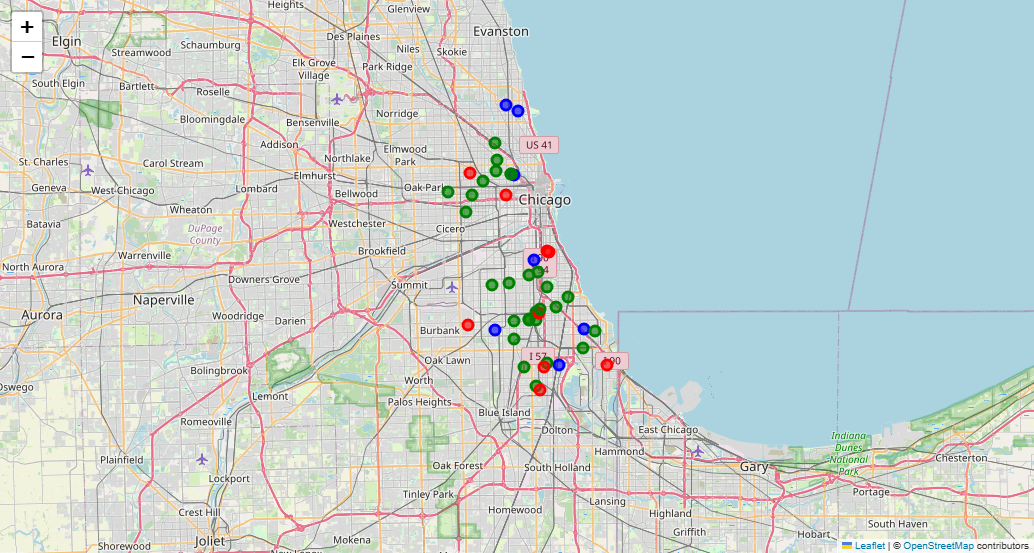 Heights
Glenview
+
Elgin
Streamwood
Schaumburg
Des Plaines
Niles
Skokie
Evanston
−
Elk Grove
Village
Park Ridge
South Elgin
Bartlett
Roselle
Norridge
Bloomingdale
Bensenville
Addison
Elmwood
Park
US 41
St. Charles
Carol Stream
Northlake
Geneva
West-Chicago
Lombard
Elmhurst
Bellwood
Oak Park
Chicago
Batavia
Wheaton
Westchester
DuPage
County
Cicero
Warrenville
Brookfield
North Aurora
Downers Grove
Summit
Naperville
Aurora
Woodridge
Darien
Burbank
Oak Lawn
I 57
Bolingbrook
Worth
Oswego
Lemont
Palos Heights
Blue Island
Romeoville
Dolton
East Chicago
Indiana
Dunes
National
Park
Hammond
Plainfield
Oak Forest
South Holland
Gary
Chesterton
Lockport
Tinley Park
Portage
Lansing
Crest Hill
Homewood
Highland
South Haven
Joliet
Mokena
Griffith
Hobart
Shorewood
New Lenox
Leaflet | © OpenStreetMap contributors